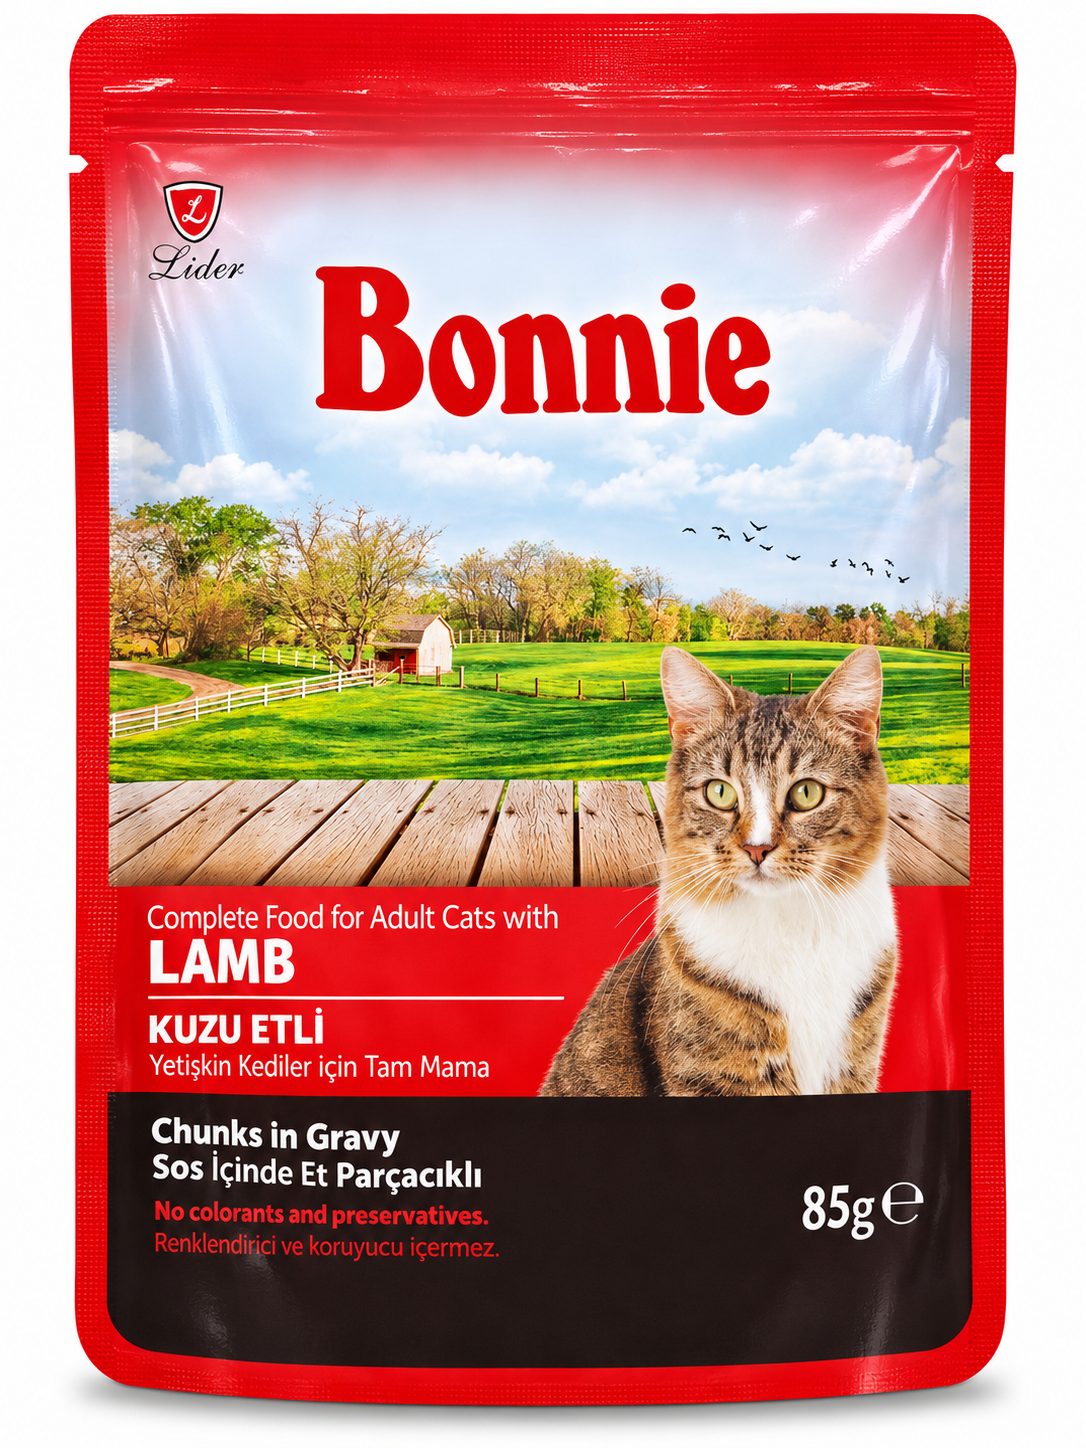 L
Lider
Bonnie
Complete Food for Adult Cats with
LAMB
KUZU ETLİ
Yetişkin Kediler için Tam Mama
Chunks in Gravy
Sos İçinde Et Parçacıklı
No colorants and preservatives.
Renklendirici ve koruyucu içermez.
85g ℮